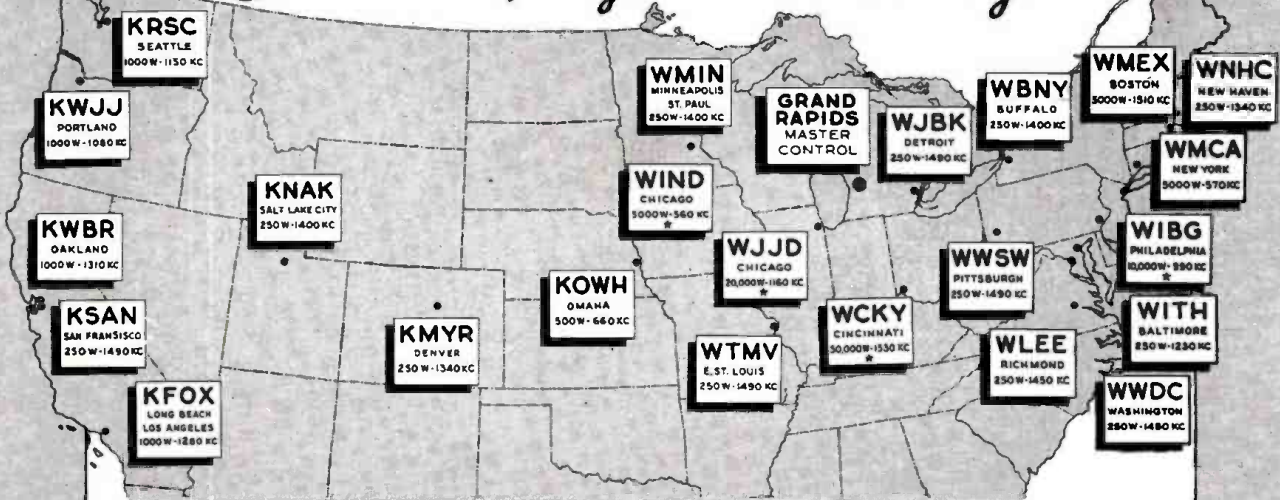 KRSC
SEATTLE
1000W-1150 KC
KWJJ
PORTLAND
1000W-1080 KC
KNAK
SALT LAKE CITY
250W-1400 KC
KWBR
OAKLAND
1000W-1310 KC
KSAN
SAN FRANSISCO
250W-1490 KC
KFOX
LONG BEACH
LOS ANGELES
1000W-1280 KC
KMYR
DENVER
250W-1340 KC
KOWH
OMAHA
500W-660 KC
WMIN
MINNEAPOLIS
ST. PAUL
250W-1400 KC
GRAND
RAPIDS
MASTER
CONTROL
WIND
CHICAGO
5000W-560 KC
★
WJJD
CHICAGO
20,000W-1160 KC
★
WTMV
E. ST. LOUIS
250W-1490 KC
WJBK
DETROIT
250W-1490 KC
WCKY
CINCINNATI
50,000W-1530 KC
★
WBNY
BUFFALO
250W-1400 KC
WWSW
PITTSBURGH
250W-1490 KC
WLEE
RICHMOND
250W-1450 KC
WMEX
BOSTON
5000W-1510 KC
WNHC
NEW HAVEN
250W-1340 KC
WMCA
NEW YORK
5000W-570 KC
WIBG
PHILADELPHIA
10,000W-990 KC
★
WITH
BALTIMORE
250W-1230 KC
WWDC
WASHINGTON
250W-1450 KC